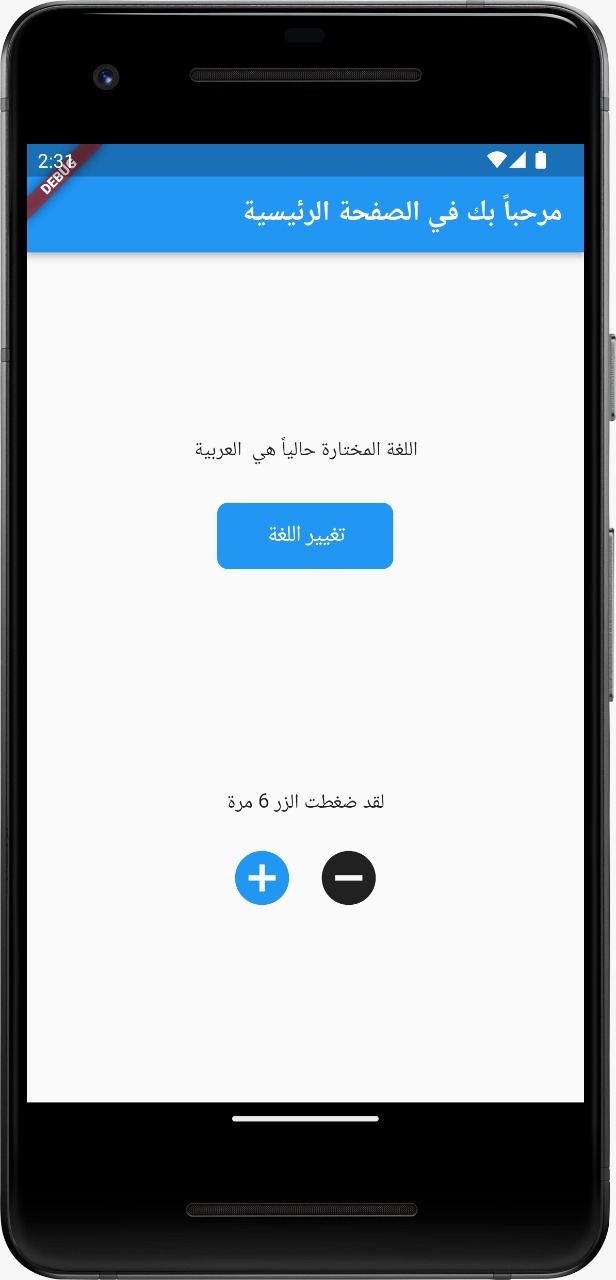 2:31
DEBUG
مرحباً بك في الصفحة الرئيسية
اللغة المختارة حالياً هي  العربية
تغيير اللغة
لقد ضغطت الزر 6 مرة